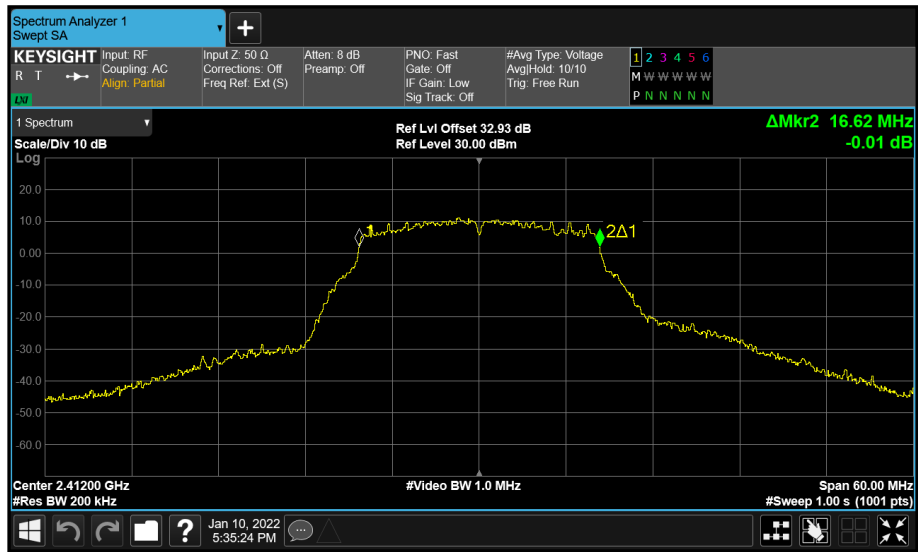 Spectrum Analyzer 1
Swept SA
KEYSIGHT
R T
LXI
Input: RF
Coupling: AC
Align: Partial
Input Z: 50 Ω
Corrections: Off
Freq Ref: Ext (S)
Atten: 8 dB
Preamp: Off
PNO: Fast
Gate: Off
IF Gain: Low
Sig Track: Off
#Avg Type: Voltage
Avg|Hold: 10/10
Trig: Free Run
1 2 3 4 5 6
M W W W W W
P N N N N N
1 Spectrum
Scale/Div 10 dB
Ref Lvl Offset 32.93 dB
Ref Level 30.00 dBm
ΔMkr2 16.62 MHz
-0.01 dB
Log
20.0
10.0
0.00
-10.0
-20.0
-30.0
-40.0
-50.0
-60.0
1
2Δ1
Center 2.41200 GHz
#Res BW 200 kHz
#Video BW 1.0 MHz
Span 60.00 MHz
#Sweep 1.00 s (1001 pts)
?
Jan 10, 2022
5:35:24 PM